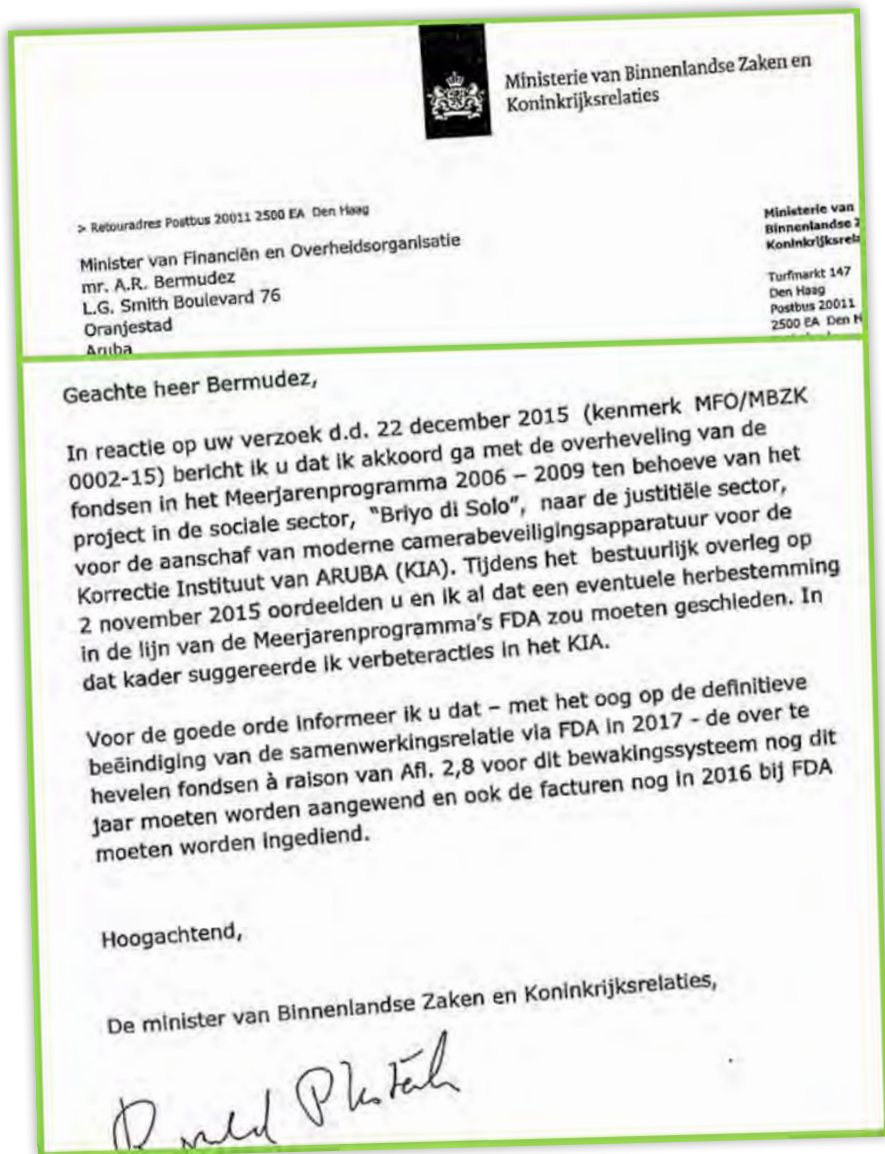 Ministerie van Binnenlandse Zaken en
Koninkrijksrelaties
> Retouradres Postbus 20011 2500 EA Den Haag
Minister van Financiën en Overheidsorganisatie
mr. A.R. Bermudez
L.G. Smith Boulevard 76
Oranjestad
Aruba
Ministerie van
Binnenlandse
Turfmarkt 147
Den Haag
Postbus 20011
2500 EA Den H
Geachte heer Bermudez,
In reactie op uw verzoek d.d. 22 december 2015 (kenmerk MFO/MBZK
0002-15) bericht ik u dat ik akkoord ga met de overheveling van de
fondsen in het Meerjarenprogramma 2006 – 2009 ten behoeve van het
project in de sociale sector, "Briyo di Solo", naar de justitiële sector,
voor de aanschaf van moderne camerabeveiligingsapparatuur voor de
Korrectie Instituut van ARUBA (KIA). Tijdens het bestuurlijk overleg op
2 november 2015 oordeelden u en ik al dat een eventuele herbestemming
in de lijn van de Meerjarenprogramma's FDA zou moeten geschieden. In
dat kader suggereerde ik verbeteracties in het KIA.
Voor de goede orde informeer ik u dat – met het oog op de definitieve
beëindiging van de samenwerkingsrelatie via FDA in 2017 - de over te
hevelen fondsen à raison van Afl. 2,8 voor dit bewakingssysteem nog dit
jaar moeten worden aangewend en ook de facturen nog in 2016 bij FDA
moeten worden ingediend.
Hoogachtend,
De minister van Binnenlandse Zaken en Koninkrijksrelaties,